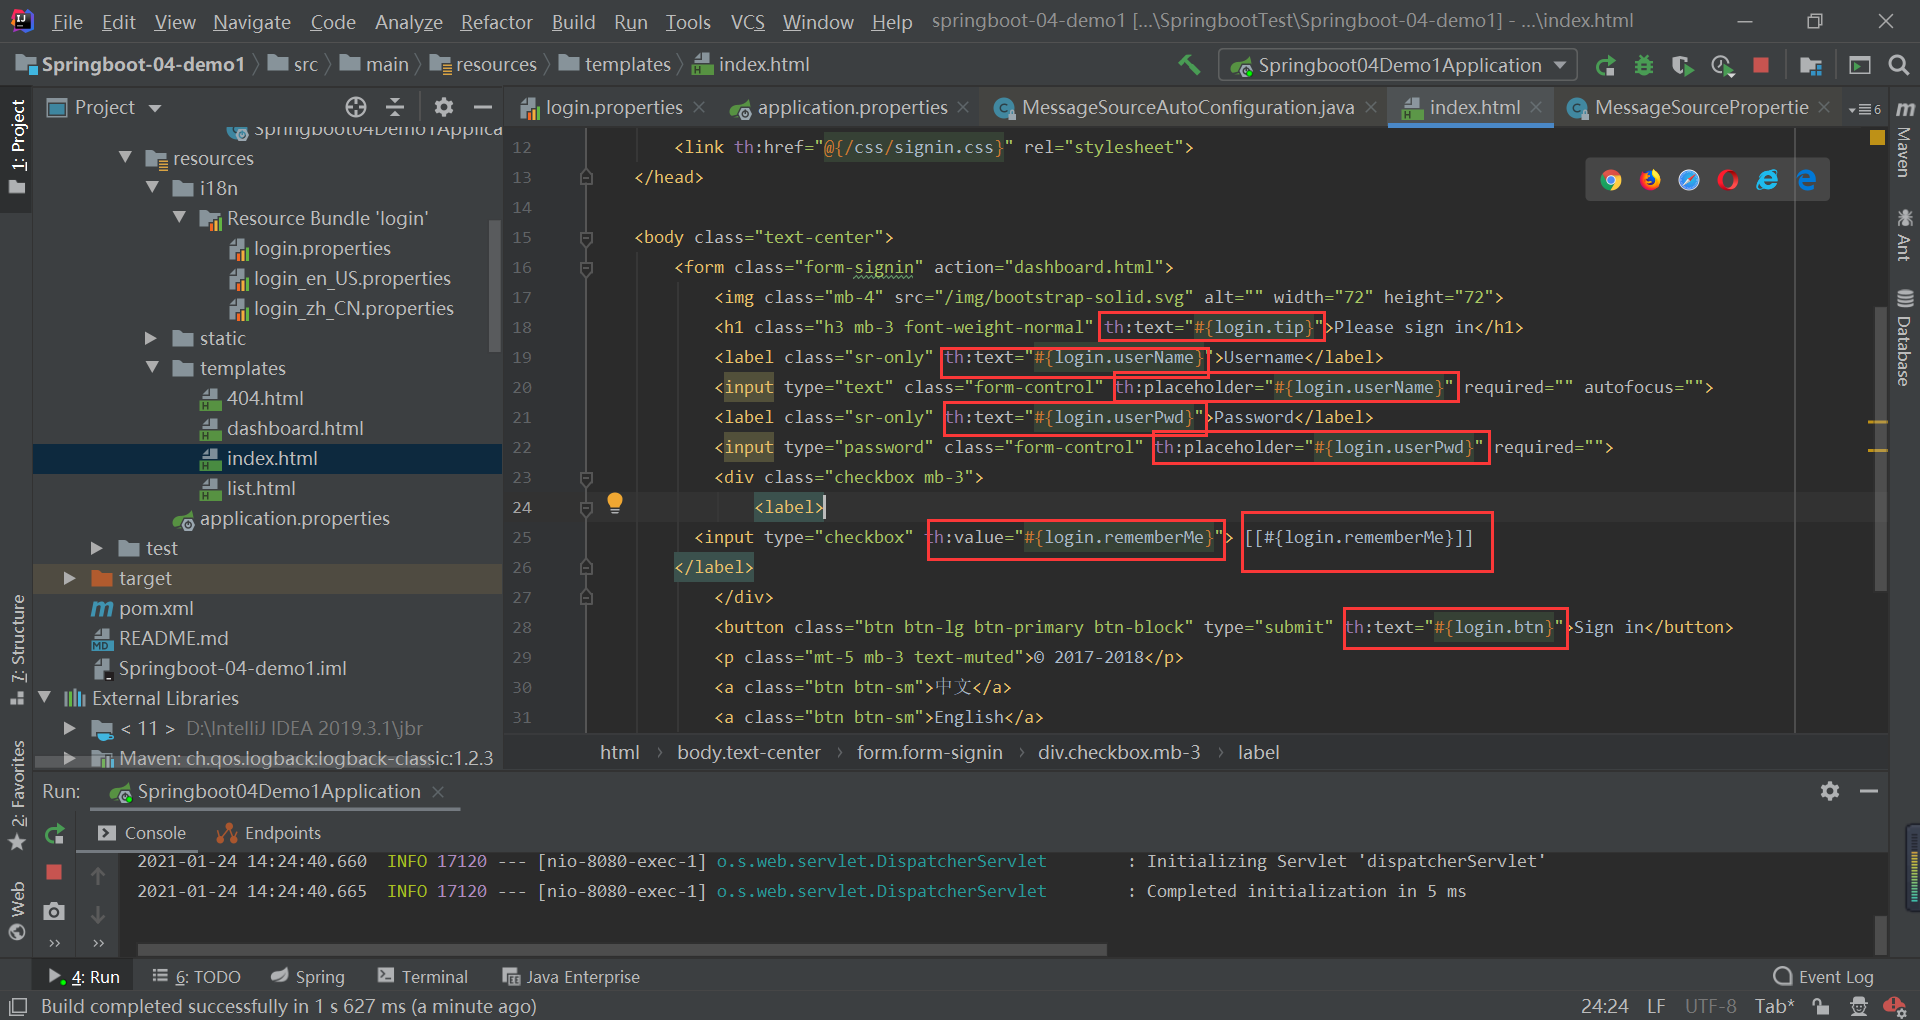 File Edit View Navigate Code Analyze Refactor Build Run Tools VCS Window Help springboot-04-demo1 [...\SpringbootTest\Springboot-04-demo1] - ...\index.html
Springboot-04-demo1 src main resources templates index.html Springboot04Demo1Application
1: Project
Project
login.properties application.properties MessageSourceAutoConfiguration.java index.html MessageSourcePropertie 6
Springboot04Demo1Applica
resources
i18n
Resource Bundle 'login'
login.properties
login_en_US.properties
login_zh_CN.properties
static
templates
404.html
dashboard.html
index.html
list.html
application.properties
test
target
pom.xml
README.md
Springboot-04-demo1.iml
External Libraries
< 11 > D:\IntelliJ IDEA 2019.3.1\jbr
Maven: ch.qos.logback:logback-classic:1.2.3
12 <link th:href="@{/css/signin.css}" rel="stylesheet">
13 </head>
14
15 <body class="text-center">
16 <form class="form-signin" action="dashboard.html">
17 <img class="mb-4" src="/img/bootstrap-solid.svg" alt="" width="72" height="72">
18 <h1 class="h3 mb-3 font-weight-normal" th:text="#{login.tip}">Please sign in</h1>
19 <label class="sr-only" th:text="#{login.userName}">Username</label>
20 <input type="text" class="form-control" th:placeholder="#{login.userName}" required="" autofocus="">
21 <label class="sr-only" th:text="#{login.userPwd}">Password</label>
22 <input type="password" class="form-control" th:placeholder="#{login.userPwd}" required="">
23 <div class="checkbox mb-3">
24 <label>
25 <input type="checkbox" th:value="#{login.rememberMe}"> [[#{login.rememberMe}]]
26 </label>
27 </div>
28 <button class="btn btn-lg btn-primary btn-block" type="submit" th:text="#{login.btn}">Sign in</button>
29 <p class="mt-5 mb-3 text-muted">© 2017-2018</p>
30 <a class="btn btn-sm">中文</a>
31 <a class="btn btn-sm">English</a>
html body.text-center form.form-signin div.checkbox.mb-3 label
Maven
Ant
Database
7: Structure
2: Favorites
Web
Run: Springboot04Demo1Application
Console Endpoints
2021-01-24 14:24:40.660 INFO 17120 --- [nio-8080-exec-1] o.s.web.servlet.DispatcherServlet : Initializing Servlet 'dispatcherServlet'
2021-01-24 14:24:40.665 INFO 17120 --- [nio-8080-exec-1] o.s.web.servlet.DispatcherServlet : Completed initialization in 5 ms
4: Run 6: TODO Spring Terminal Java Enterprise Event Log
Build completed successfully in 1 s 627 ms (a minute ago) 24:24 LF UTF-8 Tab*